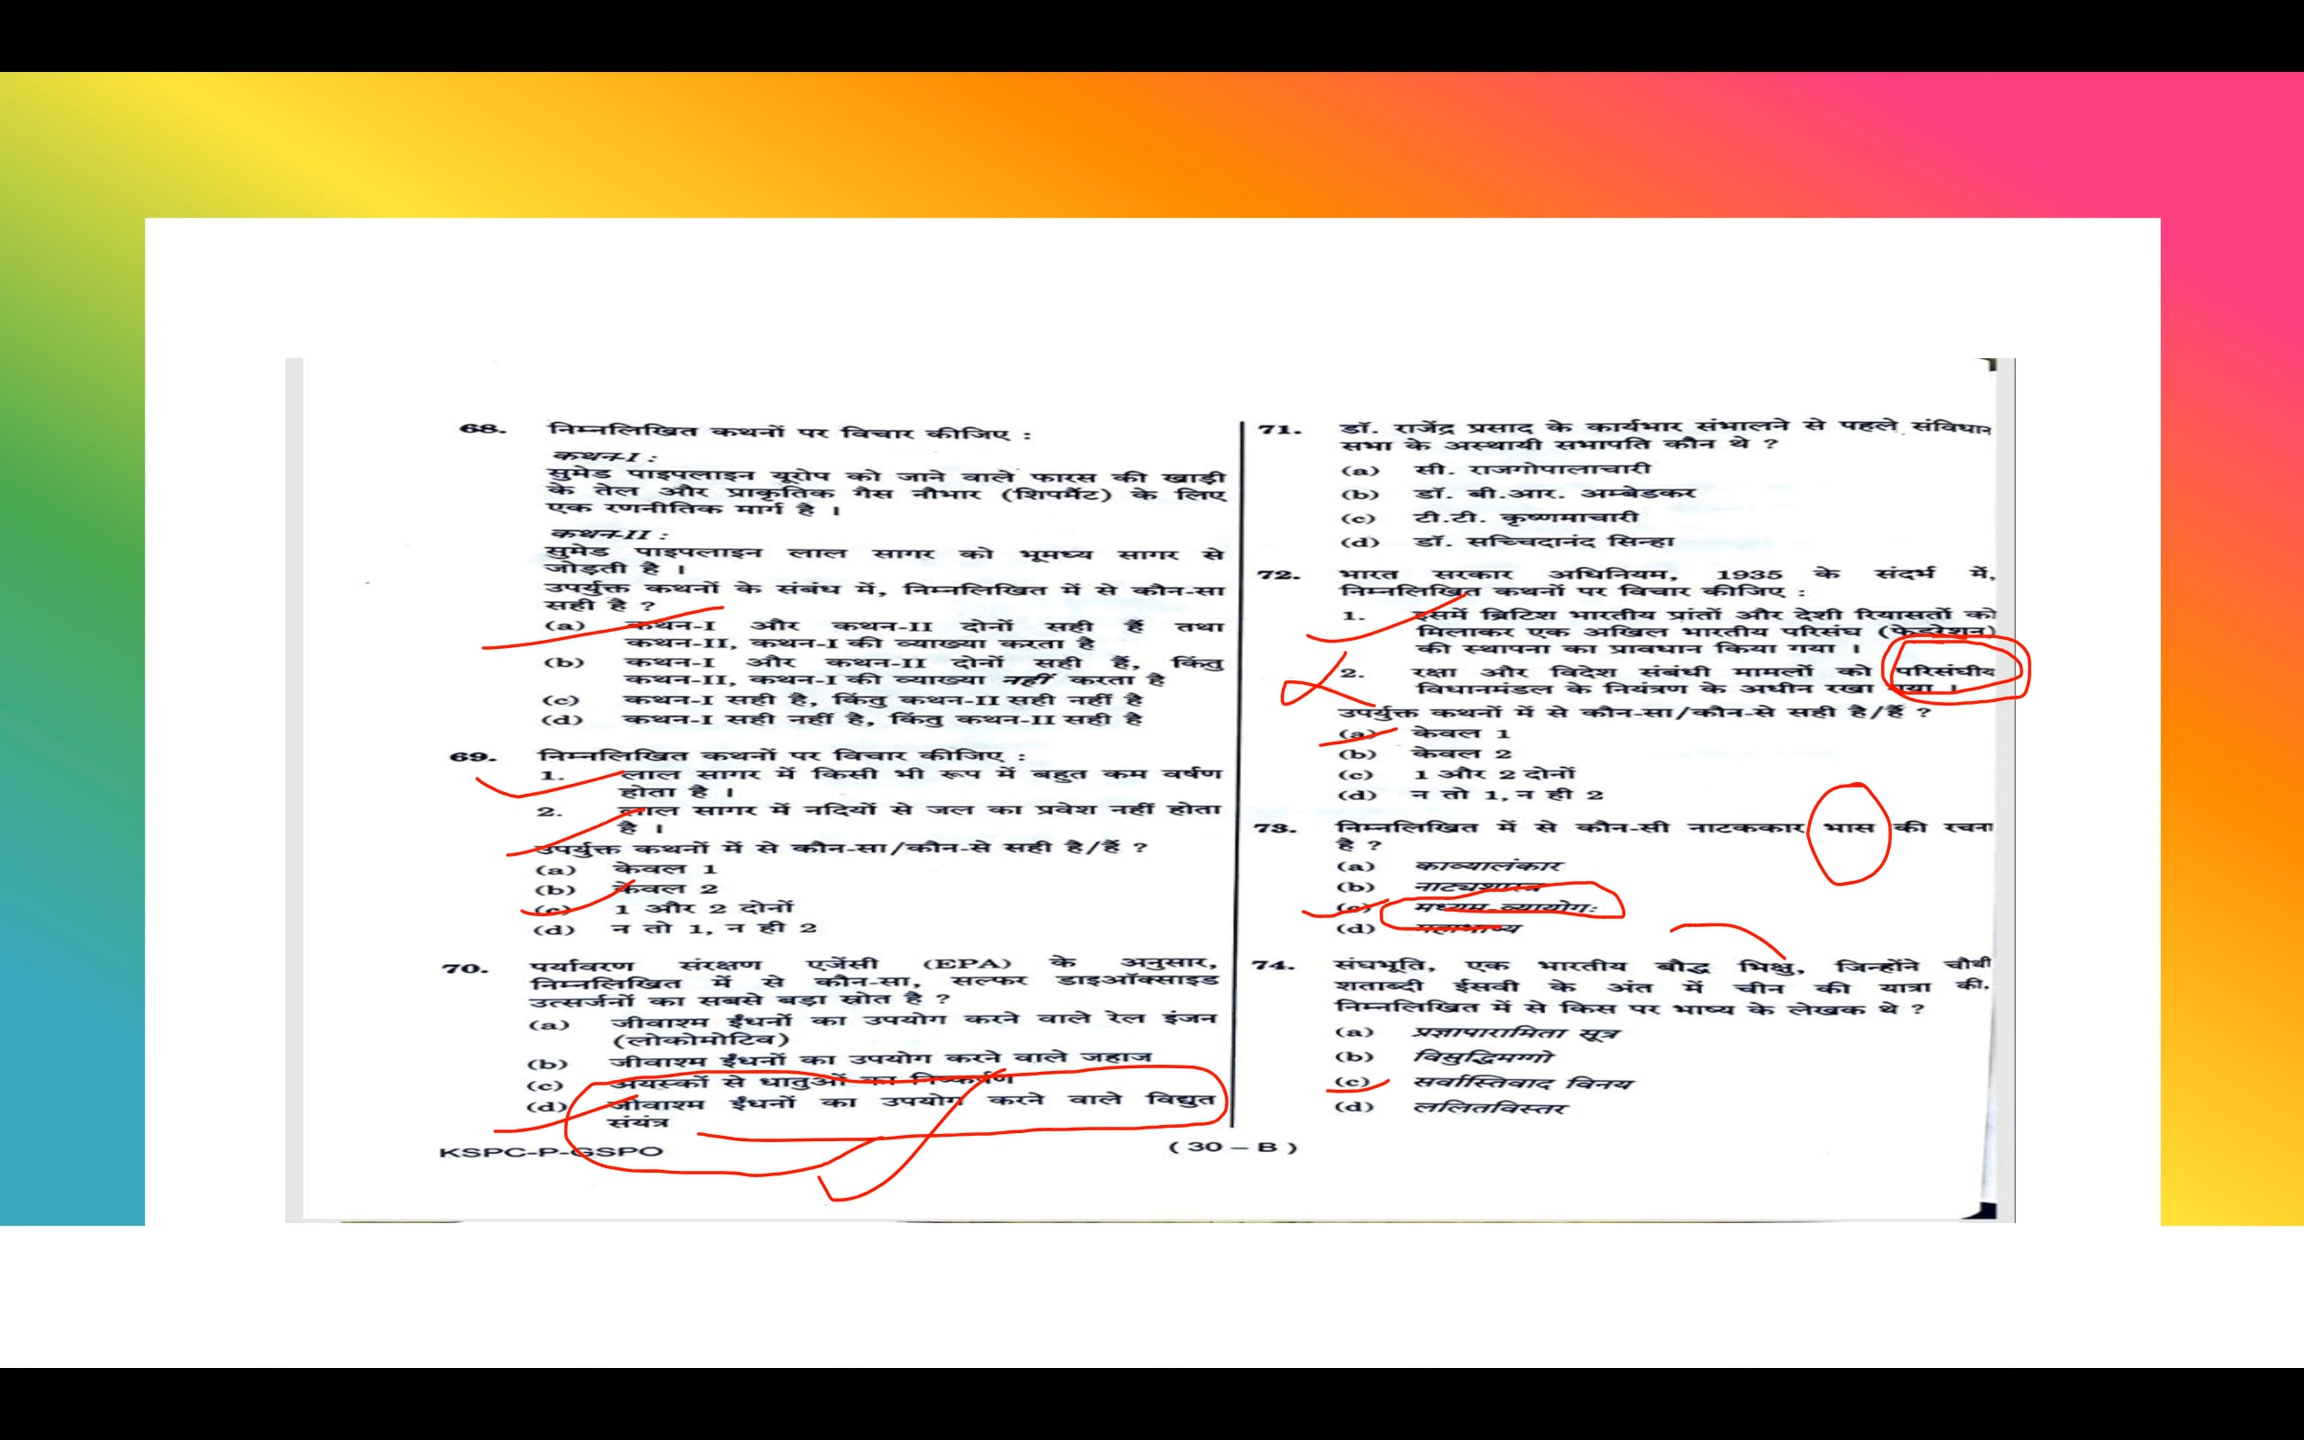 68. निम्नलिखित कथनों पर विचार कीजिए :
कथन-I :
सुमेड पाइपलाइन यूरोप को जाने वाले फारस की खाड़ी
के तेल और प्राकृतिक गैस नौभार (शिपमैंट) के लिए
एक रणनीतिक मार्ग है ।
कथन-II :
सुमेड पाइपलाइन लाल सागर को भूमध्य सागर से
जोड़ती है ।
उपर्युक्त कथनों के संबंध में, निम्नलिखित में से कौन-सा
सही है ?
(a) कथन-I और कथन-II दोनों सही हैं तथा
कथन-II, कथन-I की व्याख्या करता है
(b) कथन-I और कथन-II दोनों सही हैं, किंतु
कथन-II, कथन-I की व्याख्या नहीं करता है
(c) कथन-I सही है, किंतु कथन-II सही नहीं है
(d) कथन-I सही नहीं है, किंतु कथन-II सही है
69. निम्नलिखित कथनों पर विचार कीजिए :
1. लाल सागर में किसी भी रूप में बहुत कम वर्षण
होता है ।
2. लाल सागर में नदियों से जल का प्रवेश नहीं होता
है ।
उपर्युक्त कथनों में से कौन-सा/कौन-से सही है/हैं ?
(a) केवल 1
(b) केवल 2
(c) 1 और 2 दोनों
(d) न तो 1, न ही 2
70. पर्यावरण संरक्षण एजेंसी (EPA) के अनुसार,
निम्नलिखित में से कौन-सा, सल्फर डाइऑक्साइड
उत्सर्जनों का सबसे बड़ा स्रोत है ?
(a) जीवाश्म ईंधनों का उपयोग करने वाले रेल इंजन
(लोकोमोटिव)
(b) जीवाश्म ईंधनों का उपयोग करने वाले जहाज
(c) अयस्कों से धातुओं का निष्कर्षण
(d) जीवाश्म ईंधनों का उपयोग करने वाले विद्युत
संयंत्र
KSPC-P-GSPO
( 30 – B )
71. डॉ. राजेंद्र प्रसाद के कार्यभार संभालने से पहले संविधान
सभा के अस्थायी सभापति कौन थे ?
(a) सी. राजगोपालाचारी
(b) डॉ. बी.आर. अम्बेडकर
(c) टी.टी. कृष्णमाचारी
(d) डॉ. सच्चिदानंद सिन्हा
72. भारत सरकार अधिनियम, 1935 के संदर्भ में,
निम्नलिखित कथनों पर विचार कीजिए :
1. इसमें ब्रिटिश भारतीय प्रांतों और देशी रियासतों को
मिलाकर एक अखिल भारतीय परिसंघ (फेडरेशन)
की स्थापना का प्रावधान किया गया ।
2. रक्षा और विदेश संबंधी मामलों को परिसंघीय
विधानमंडल के नियंत्रण के अधीन रखा गया ।
उपर्युक्त कथनों में से कौन-सा/कौन-से सही है/हैं ?
(a) केवल 1
(b) केवल 2
(c) 1 और 2 दोनों
(d) न तो 1, न ही 2
73. निम्नलिखित में से कौन-सी नाटककार भास की रचना
है ?
(a) काव्यालंकार
(b) नाट्यशास्त्र
(c) मध्यम-व्यायोगः
(d) महाभाष्य
74. संघभूति, एक भारतीय बौद्ध भिक्षु, जिन्होंने चौथी
शताब्दी ईसवी के अंत में चीन की यात्रा की,
निम्नलिखित में से किस पर भाष्य के लेखक थे ?
(a) प्रज्ञापारामिता सूत्र
(b) विसुद्धिमग्गो
(c) सर्वास्तिवाद विनय
(d) ललितविस्तर